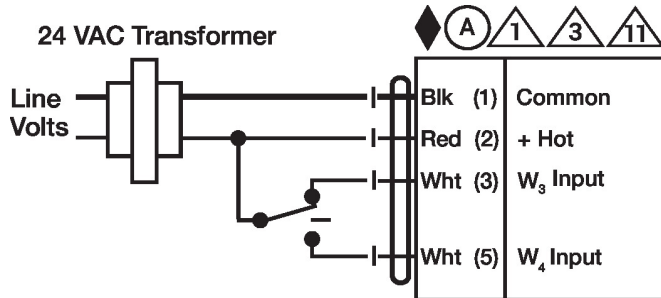 24 VAC Transformer
A 1 3 11
Line
Volts
Blk (1) Common
Red (2) + Hot
Wht (3) W3 Input
Wht (5) W4 Input